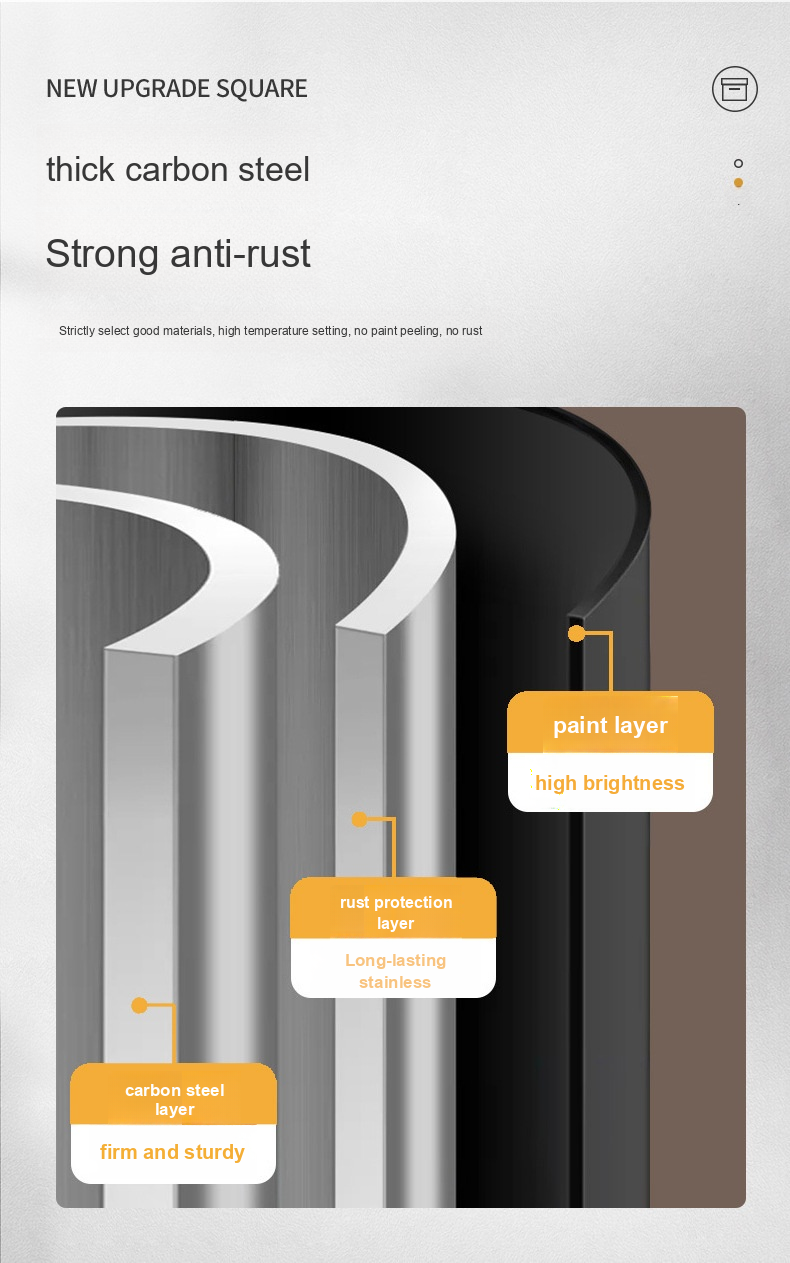 NEW UPGRADE SQUARE
thick carbon steel
Strong anti-rust
Strictly select good materials, high temperature setting, no paint peeling, no rust
paint layer
high brightness
rust protection
layer
Long-lasting
stainless
carbon steel
layer
firm and sturdy